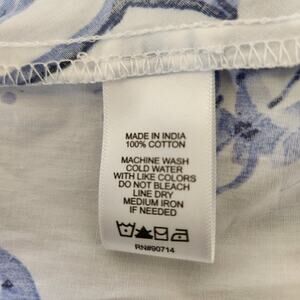 MADE IN INDIA
100% COTTON
MACHINE WASH
COLD WATER
WITH LIKE COLORS
DO NOT BLEACH
LINE DRY
MEDIUM IRON
IF NEEDED
RN#90714